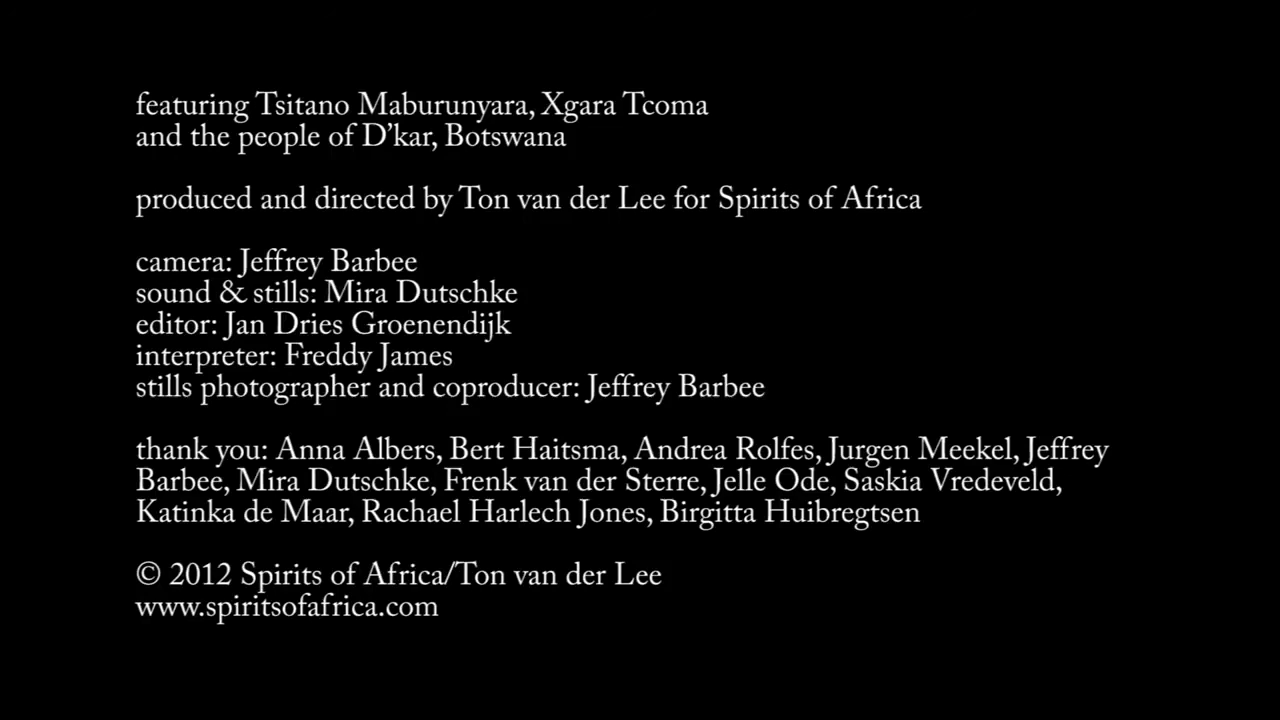 featuring Tsitano Maburunyara, Xgara Tcoma
and the people of D’kar, Botswana
produced and directed by Ton van der Lee for Spirits of Africa
camera: Jeffrey Barbee
sound & stills: Mira Dutschke
editor: Jan Dries Groenendijk
interpreter: Freddy James
stills photographer and coproducer: Jeffrey Barbee
thank you: Anna Albers, Bert Haitsma, Andrea Rolfes, Jurgen Meekel, Jeffrey
Barbee, Mira Dutschke, Frenk van der Sterre, Jelle Ode, Saskia Vredeveld,
Katinka de Maar, Rachael Harlech Jones, Birgitta Huibregtsen
© 2012 Spirits of Africa/Ton van der Lee
www.spiritsofafrica.com